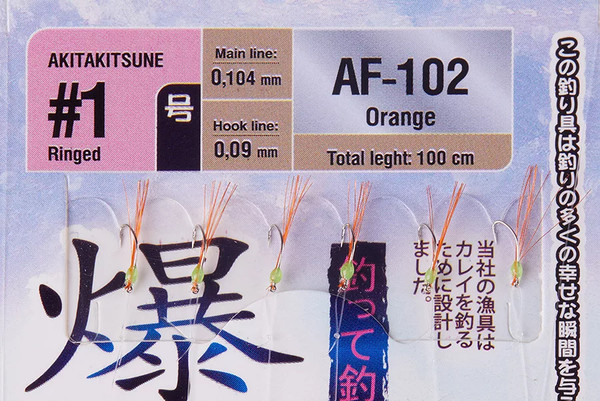 AKITAKITSUNE
#1
Ringed
号
Main line:
0,104 mm
Hook line:
0,09 mm
AF-102
Orange
Total leght: 100 cm
この釣り具は釣りの多くの幸せな瞬間を与
当社の漁具は
カレイを釣る
ために設計し
ました。
釣って釣
爆